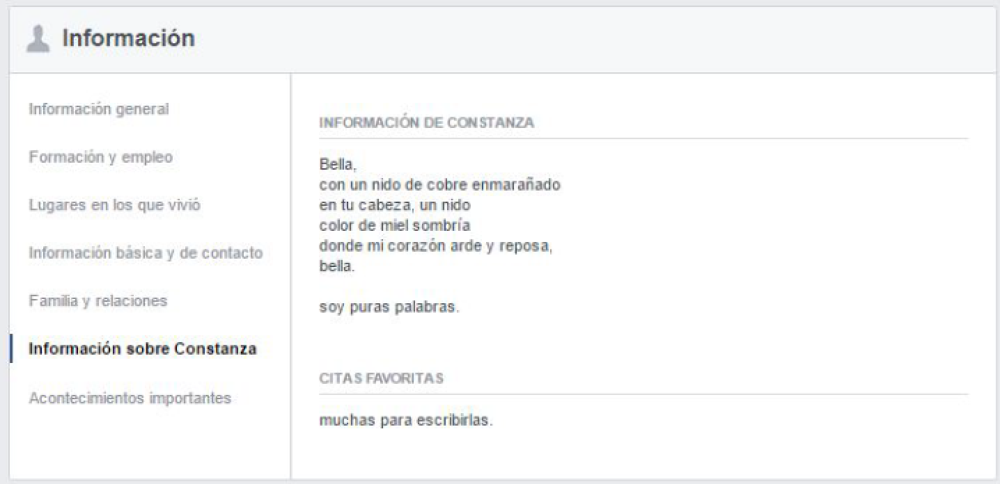 Información
Información general
Formación y empleo
Lugares en los que vivió
Información básica y de contacto
Familia y relaciones
Información sobre Constanza
Acontecimientos importantes
INFORMACIÓN DE CONSTANZA
Bella,
con un nido de cobre enmarañado
en tu cabeza, un nido
color de miel sombría
donde mi corazón arde y reposa,
bella.
soy puras palabras.
CITAS FAVORITAS
muchas para escribirlas.